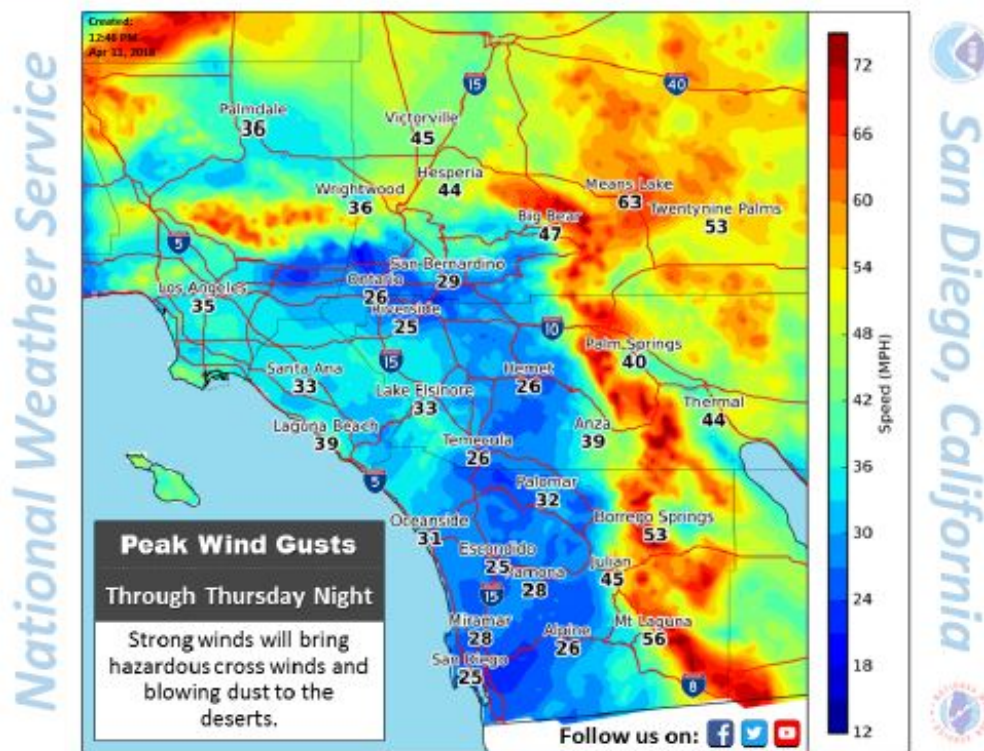 National Weather Service
San Diego, California
Created:
12:46 PM
Apr 11, 2018
15
40
Palmdale
36
Victorville
45
Hesperia
44
Wrightwood
36
Means Lake
63
Twentynine Palms
53
Big Bear
47
5
San Bernardino
29
Ontario
26
Los Angeles
35
Riverside
25
10
15
Palm Springs
40
Santa Ana
33
Hemet
26
Lake Elsinore
33
Thermal
44
Laguna Beach
39
Anza
39
Temecula
26
5
Palomar
32
Oceanside
31
Borrego Springs
53
Escondido
25
Julian
45
Ramona
28
15
Miramar
28
Alpine
26
Mt Laguna
56
San Diego
25
8
Peak Wind Gusts
Through Thursday Night
Strong winds will bring
hazardous cross winds and
blowing dust to the
deserts.
Follow us on:
72
66
60
54
48
42
36
30
24
18
12
Speed (MPH)